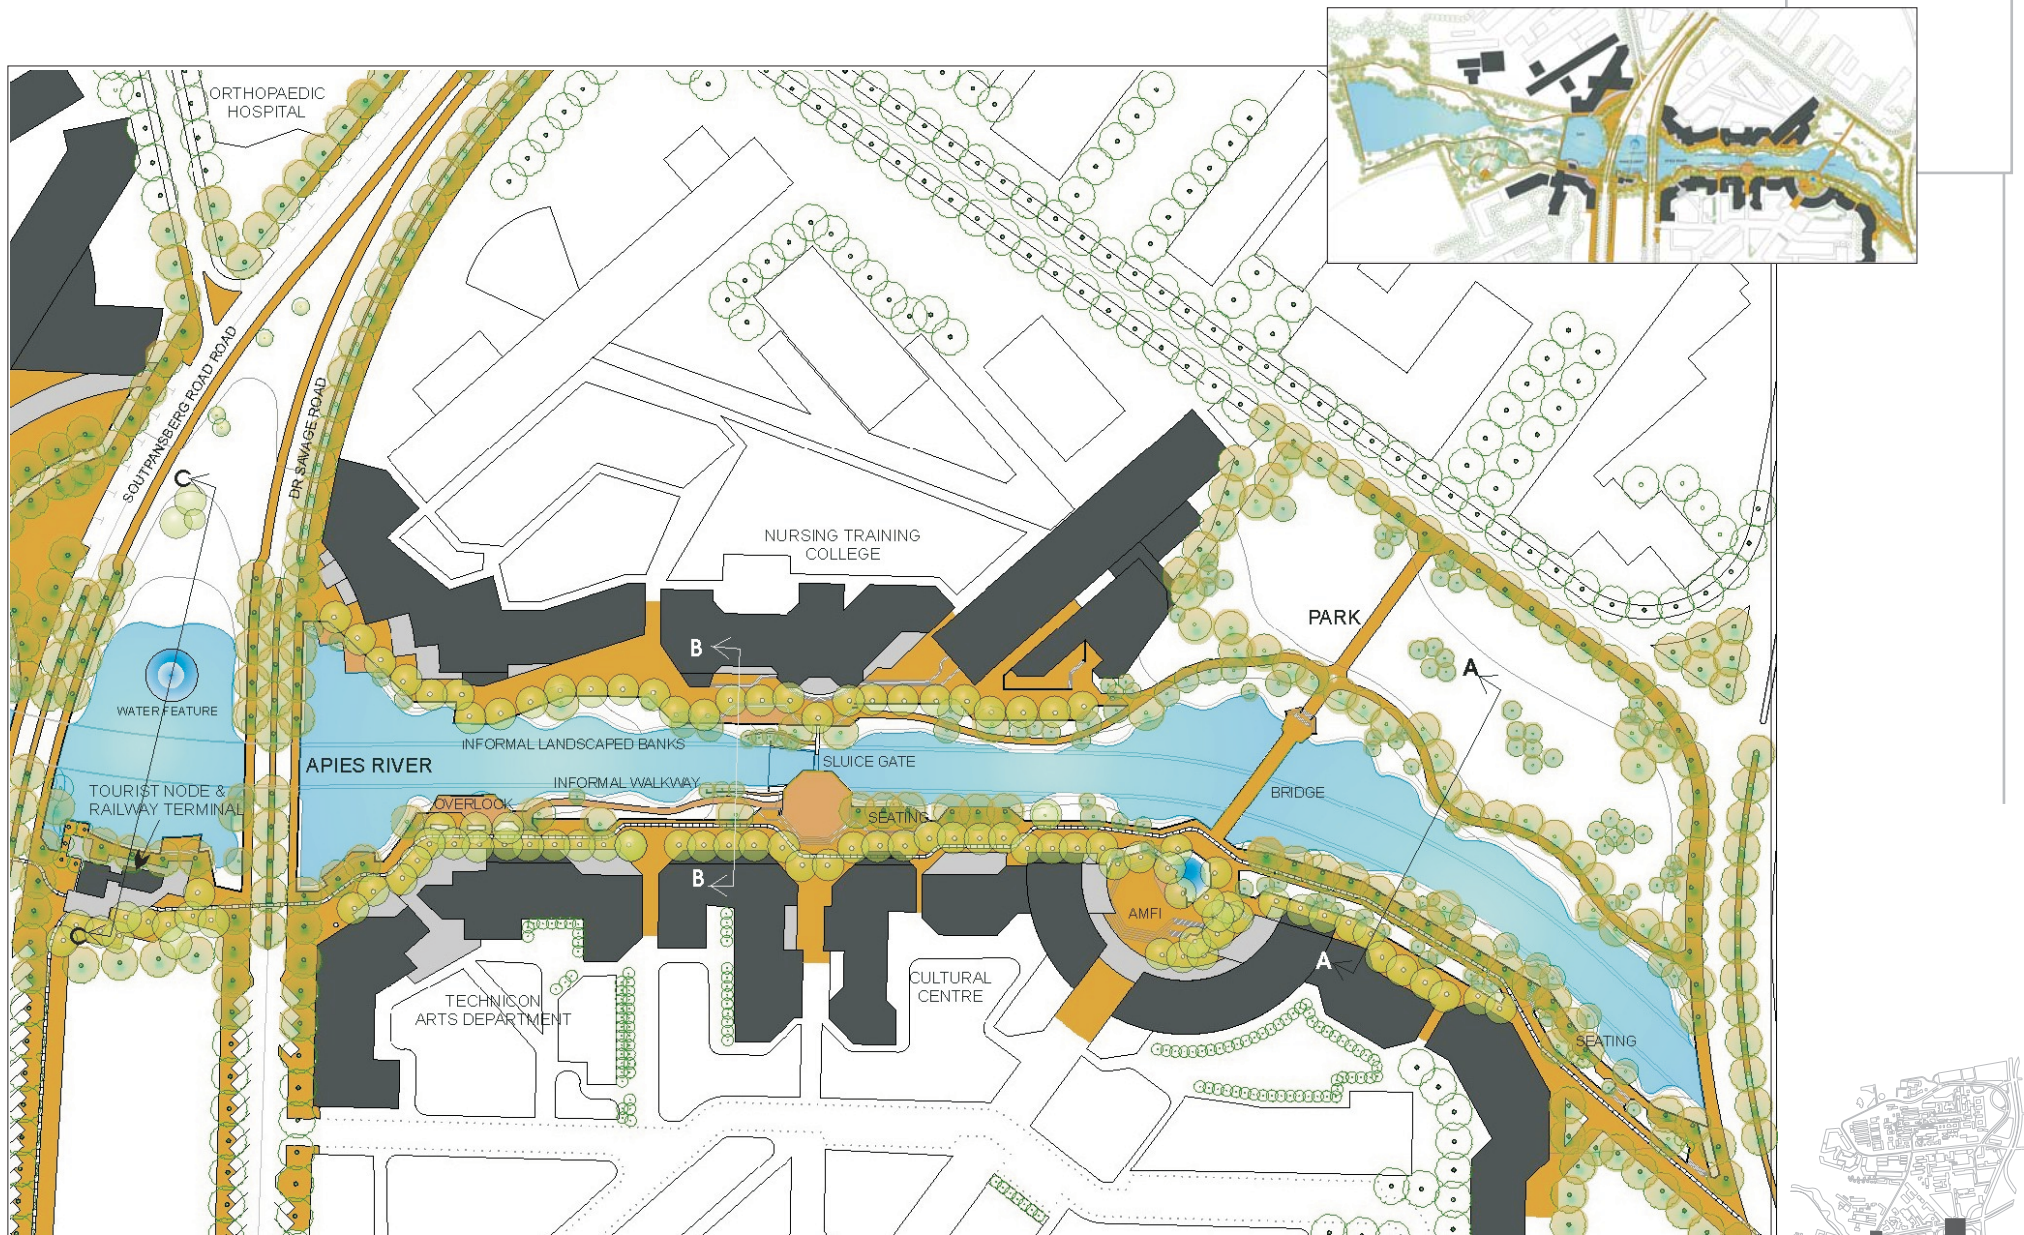 ORTHOPAEDIC
HOSPITAL
SOUTPANSBERG ROAD ROAD
DR SAVAGE ROAD
C
NURSING TRAINING
COLLEGE
PARK
B
A
WATER FEATURE
INFORMAL LANDSCAPED BANKS
APIES RIVER
SLUICE GATE
INFORMAL WALKWAY
TOURIST NODE &
RAILWAY TERMINAL
OVERLOCK
SEATING
BRIDGE
B
AMFI
C
A
CULTURAL
CENTRE
TECHNICON
ARTS DEPARTMENT
SEATING